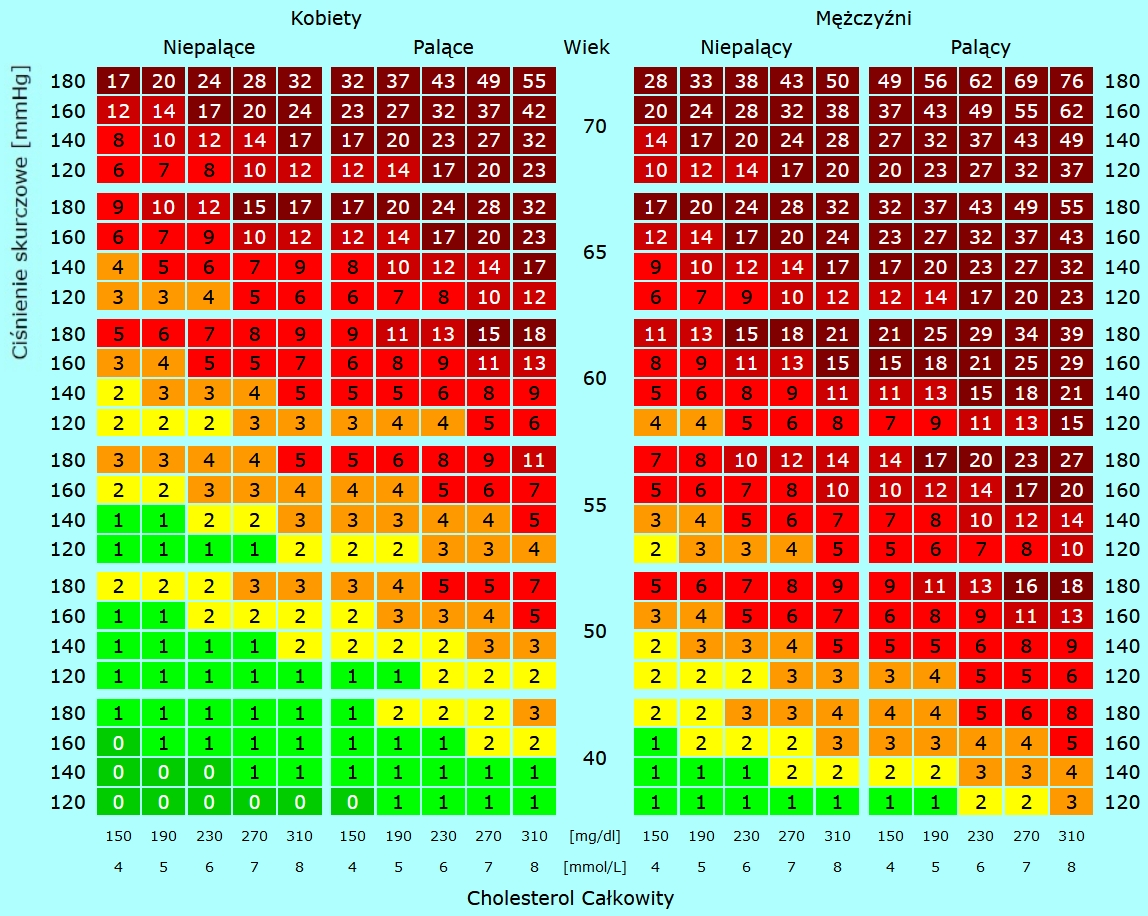 Kobiety Mężczyźni
Niepalące Palące Wiek Niepalący Palący
Ciśnienie skurczowe [mmHg]
180 17 20 24 28 32 32 37 43 49 55 28 33 38 43 50 49 56 62 69 76 180
160 12 14 17 20 24 23 27 32 37 42 20 24 28 32 38 37 43 49 55 62 160
70
140 8 10 12 14 17 17 20 23 27 32 14 17 20 24 28 27 32 37 43 49 140
120 6 7 8 10 12 12 14 17 20 23 10 12 14 17 20 20 23 27 32 37 120
180 9 10 12 15 17 17 20 24 28 32 17 20 24 28 32 32 37 43 49 55 180
160 6 7 9 10 12 12 14 17 20 23 12 14 17 20 24 23 27 32 37 43 160
65
140 4 5 6 7 9 8 10 12 14 17 9 10 12 14 17 17 20 23 27 32 140
120 3 3 4 5 6 6 7 8 10 12 6 7 9 10 12 12 14 17 20 23 120
180 5 6 7 8 9 9 11 13 15 18 11 13 15 18 21 21 25 29 34 39 180
160 3 4 5 5 7 6 8 9 11 13 8 9 11 13 15 15 18 21 25 29 160
60
140 2 3 3 4 5 5 5 6 8 9 5 6 8 9 11 11 13 15 18 21 140
120 2 2 2 3 3 3 4 4 5 6 4 4 5 6 8 7 9 11 13 15 120
180 3 3 4 4 5 5 6 8 9 11 7 8 10 12 14 14 17 20 23 27 180
160 2 2 3 3 4 4 4 5 6 7 5 6 7 8 10 10 12 14 17 20 160
55
140 1 1 2 2 3 3 3 4 4 5 3 4 5 6 7 7 8 10 12 14 140
120 1 1 1 1 2 2 2 3 3 4 2 3 3 4 5 5 6 7 8 10 120
180 2 2 2 3 3 3 4 5 5 7 5 6 7 8 9 9 11 13 16 18 180
160 1 1 2 2 2 2 3 3 4 5 3 4 5 6 7 6 8 9 11 13 160
50
140 1 1 1 1 2 2 2 2 3 3 2 3 3 4 5 5 5 6 8 9 140
120 1 1 1 1 1 1 1 2 2 2 2 2 2 3 3 3 4 5 5 6 120
180 1 1 1 1 1 1 2 2 2 3 2 2 3 3 4 4 4 5 6 8 180
160 0 1 1 1 1 1 1 1 2 2 1 2 2 2 3 3 3 4 4 5 160
40
140 0 0 0 1 1 1 1 1 1 1 1 1 1 2 2 2 2 3 3 4 140
120 0 0 0 0 0 0 1 1 1 1 1 1 1 1 1 1 1 2 2 3 120
150 190 230 270 310 150 190 230 270 310 [mg/dl] 150 190 230 270 310 150 190 230 270 310
4 5 6 7 8 4 5 6 7 8 [mmol/L] 4 5 6 7 8 4 5 6 7 8
Cholesterol Całkowity